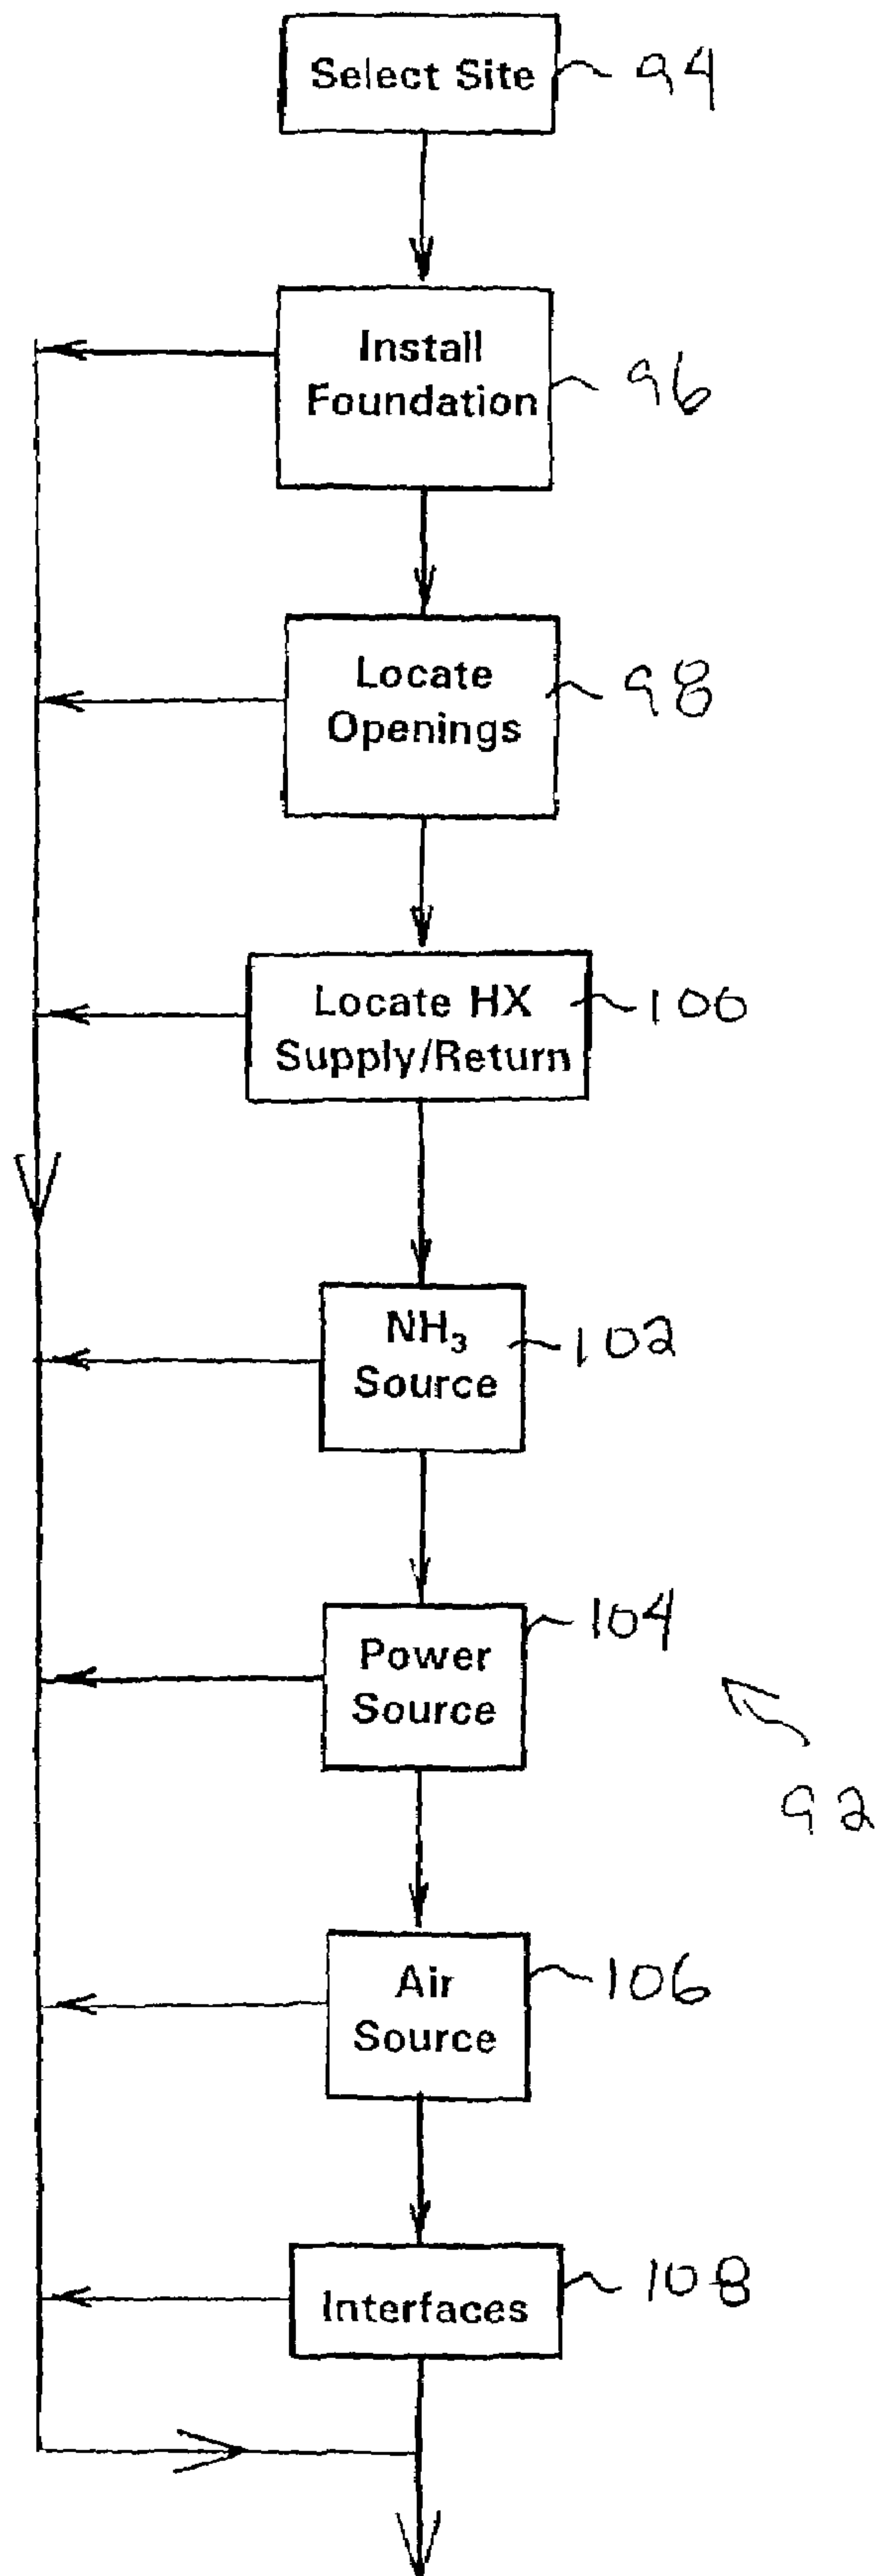 Select Site
94
Install
Foundation
96
Locate
Openings
98
Locate HX
Supply/Return
100
NH₃
Source
102
Power
Source
104
92
Air
Source
106
Interfaces
108